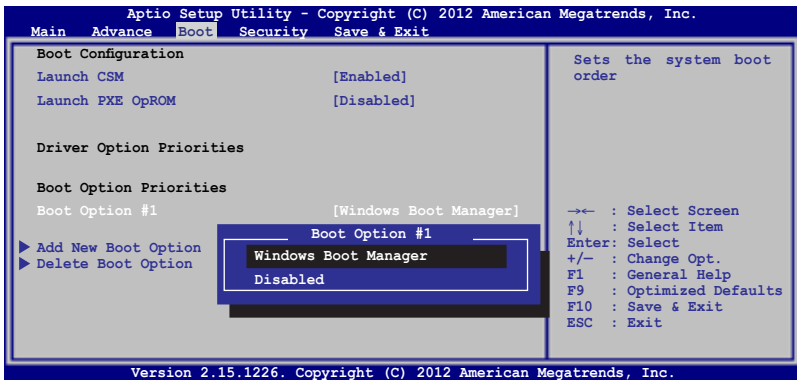 Aptio Setup Utility - Copyright (C) 2012 American Megatrends, Inc.
Main Advance Boot Security Save & Exit
Boot Configuration
Launch CSM [Enabled]
Launch PXE OpROM [Disabled]
Driver Option Priorities
Boot Option Priorities
Boot Option #1 [Windows Boot Manager]
Add New Boot Option
Delete Boot Option
Boot Option #1
Windows Boot Manager
Disabled
Sets the system boot
order
→← : Select Screen
↑↓ : Select Item
Enter: Select
+/— : Change Opt.
F1 : General Help
F9 : Optimized Defaults
F10 : Save & Exit
ESC : Exit
Version 2.15.1226. Copyright (C) 2012 American Megatrends, Inc.